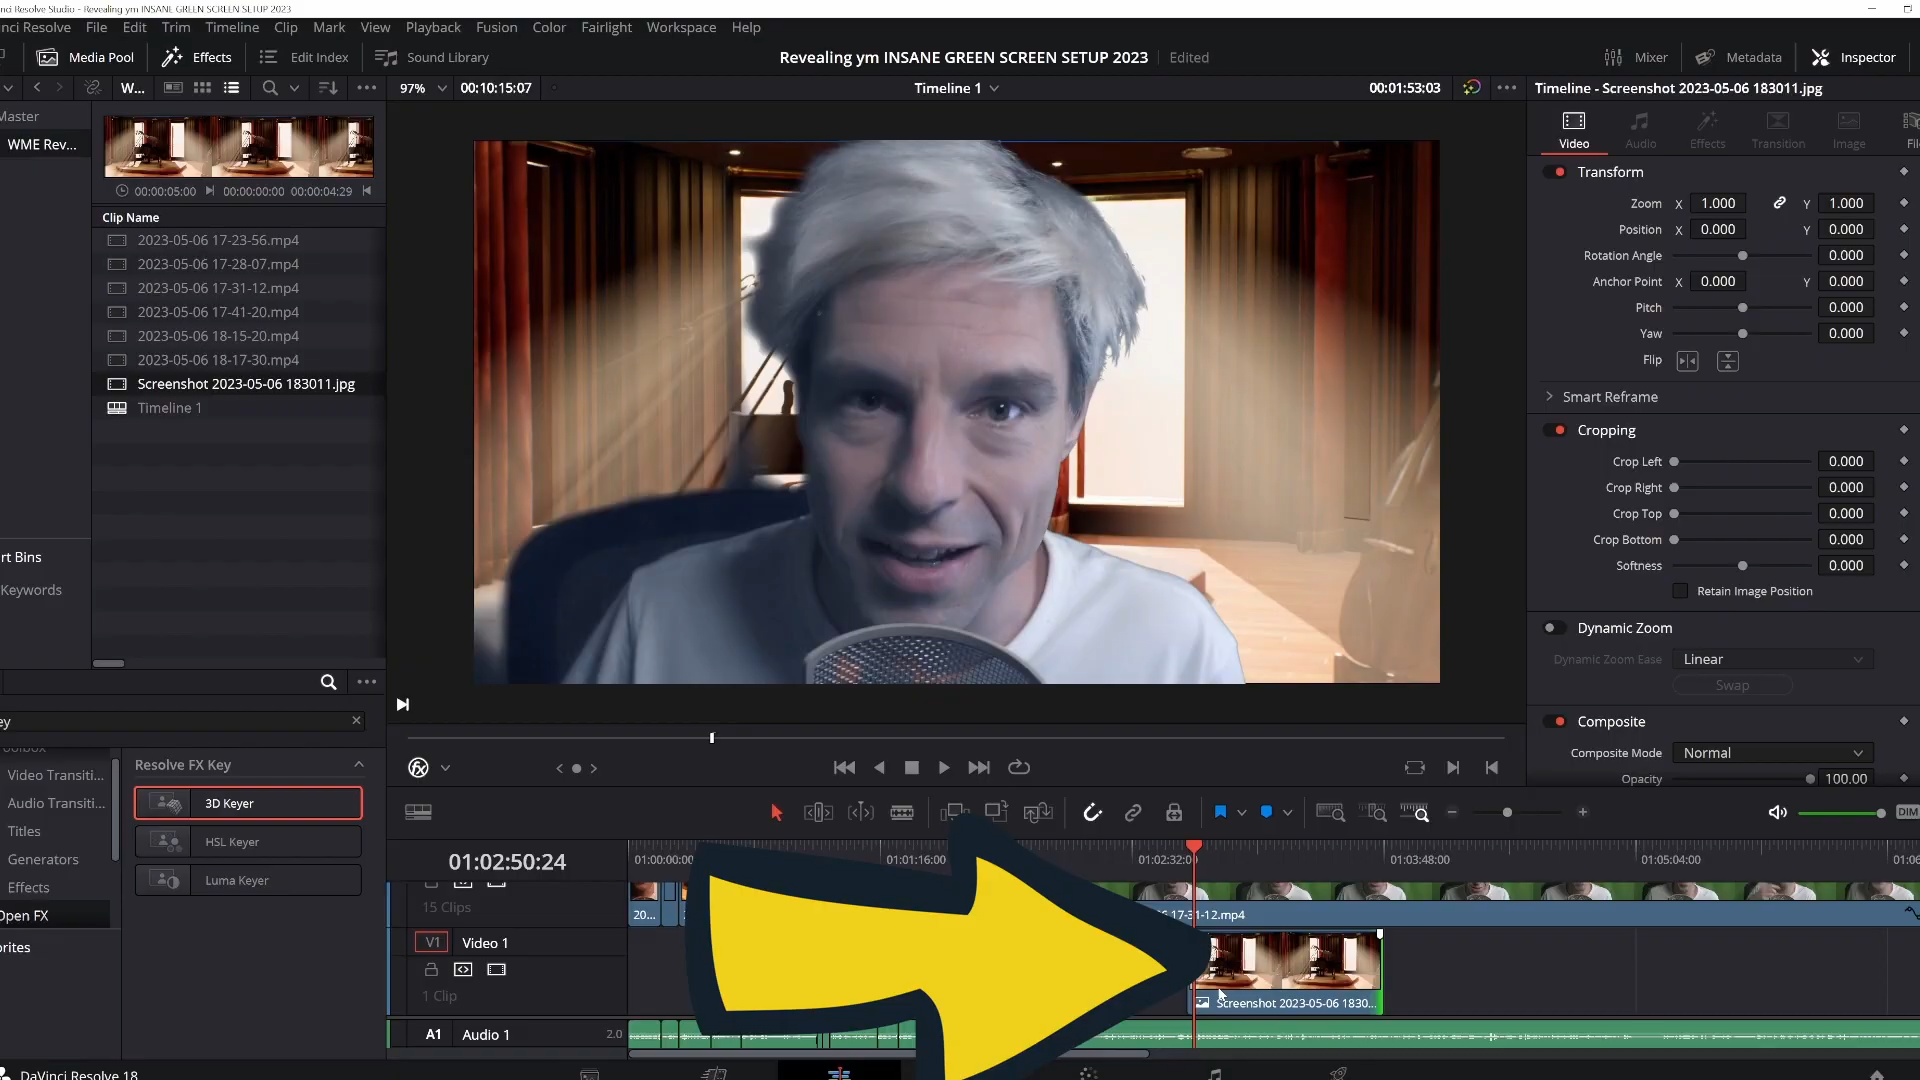 nci Resolve Studio - Revealing ym INSANE GREEN SCREEN SETUP 2023
nci Resolve File Edit Trim Timeline Clip Mark View Playback Fusion Color Fairlight Workspace Help
Media Pool Effects Edit Index Sound Library Revealing ym INSANE GREEN SCREEN SETUP 2023 Edited Mixer Metadata Inspector
W... 97% 00:10:15:07 Timeline 1 00:01:53:03 Timeline - Screenshot 2023-05-06 183011.jpg
Master
WME Rev...
00:00:05:00 00:00:00:00 00:00:04:29
Clip Name
2023-05-06 17-23-56.mp4
2023-05-06 17-28-07.mp4
2023-05-06 17-31-12.mp4
2023-05-06 17-41-20.mp4
2023-05-06 18-15-20.mp4
2023-05-06 18-17-30.mp4
Screenshot 2023-05-06 183011.jpg
Timeline 1
rt Bins
Keywords
Video Audio Effects Transition Image Fil
Transform
Zoom X 1.000 Y 1.000
Position X 0.000 Y 0.000
Rotation Angle 0.000
Anchor Point X 0.000 Y 0.000
Pitch 0.000
Yaw 0.000
Flip
Smart Reframe
Cropping
Crop Left 0.000
Crop Right 0.000
Crop Top 0.000
Crop Bottom 0.000
Softness 0.000
Retain Image Position
Dynamic Zoom
Dynamic Zoom Ease Linear
Swap
Composite
Composite Mode Normal
Opacity 100.00
ey
oolbox
Video Transiti...
Audio Transiti...
Titles
Generators
Effects
Open FX
orites
Resolve FX Key
3D Keyer
HSL Keyer
Luma Keyer
DIM
01:02:50:24 01:00:00:00 01:01:16:00 01:02:32:00 01:03:48:00 01:05:04:00 01:06
15 Clips 20... 17-31-12.mp4
V1 Video 1
1 Clip Screenshot 2023-05-06 1830...
A1 Audio 1 2.0
DaVinci Resolve 18